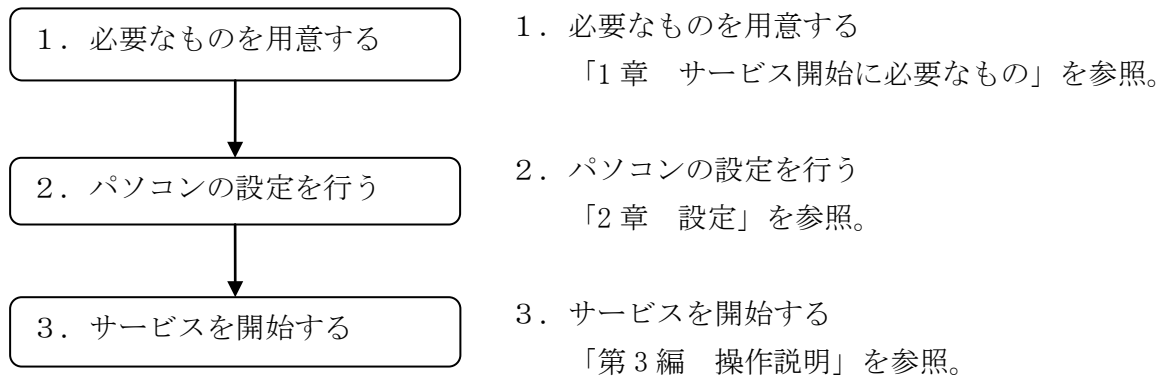 １．必要なものを用意する
２．パソコンの設定を行う
３．サービスを開始する
１．必要なものを用意する
「1 章　サービス開始に必要なもの」を参照。
２．パソコンの設定を行う
「2 章　設定」を参照。
３．サービスを開始する
「第 3 編　操作説明」を参照。